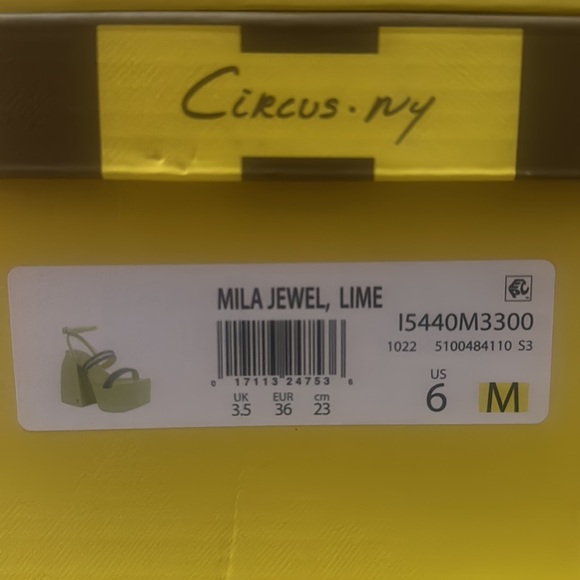 Circus.ny
MILA JEWEL, LIME
I5440M3300
1022 5100484110 S3
0 17113 24753 6
UK EUR cm
3.5 36 23
US
6 M